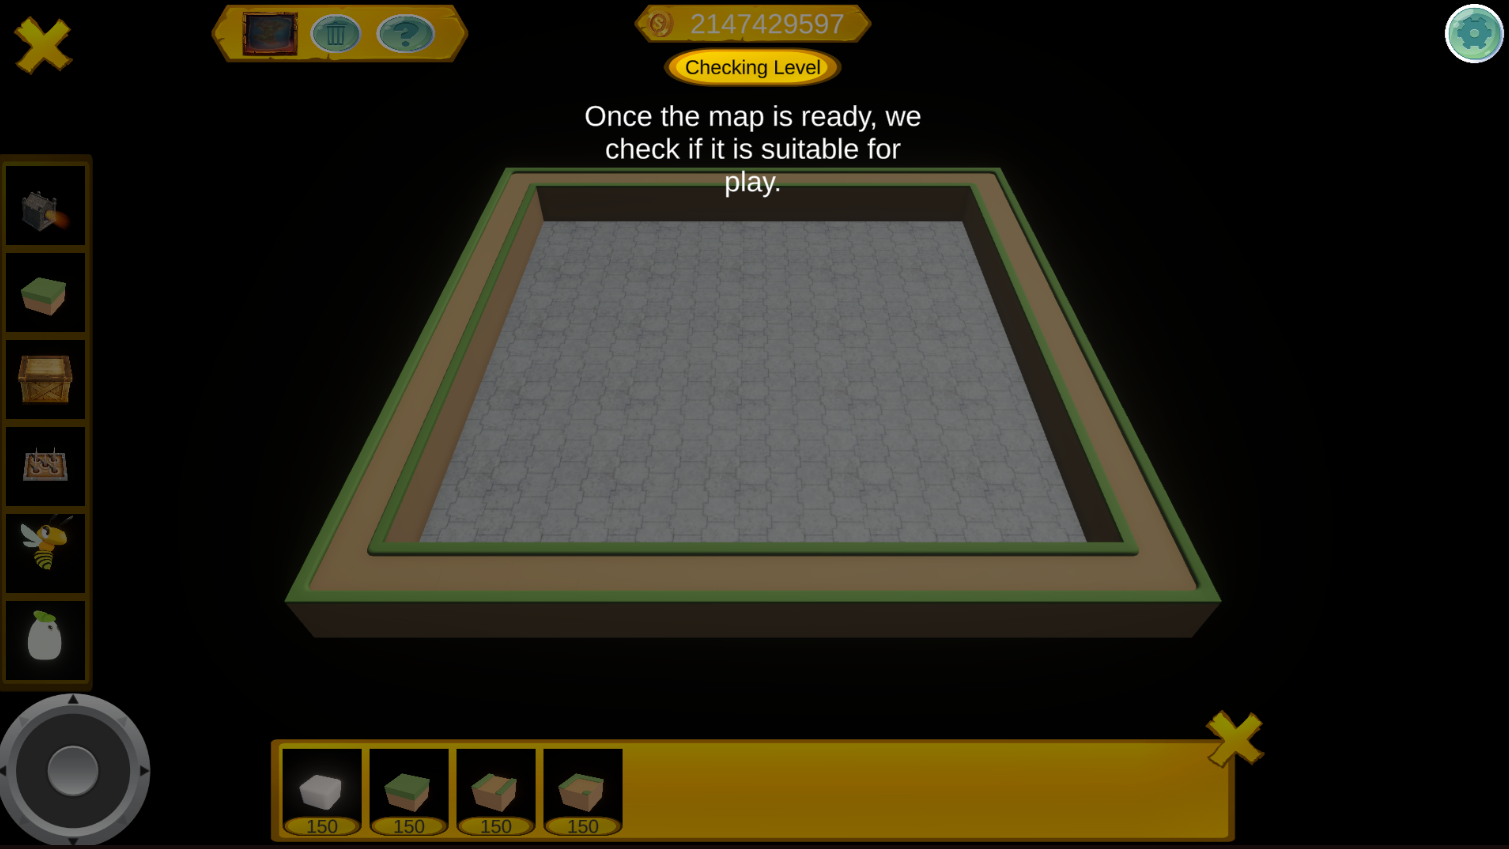 2147429597
Checking Level
Once the map is ready, we
check if it is suitable for
play.
150
150
150
150